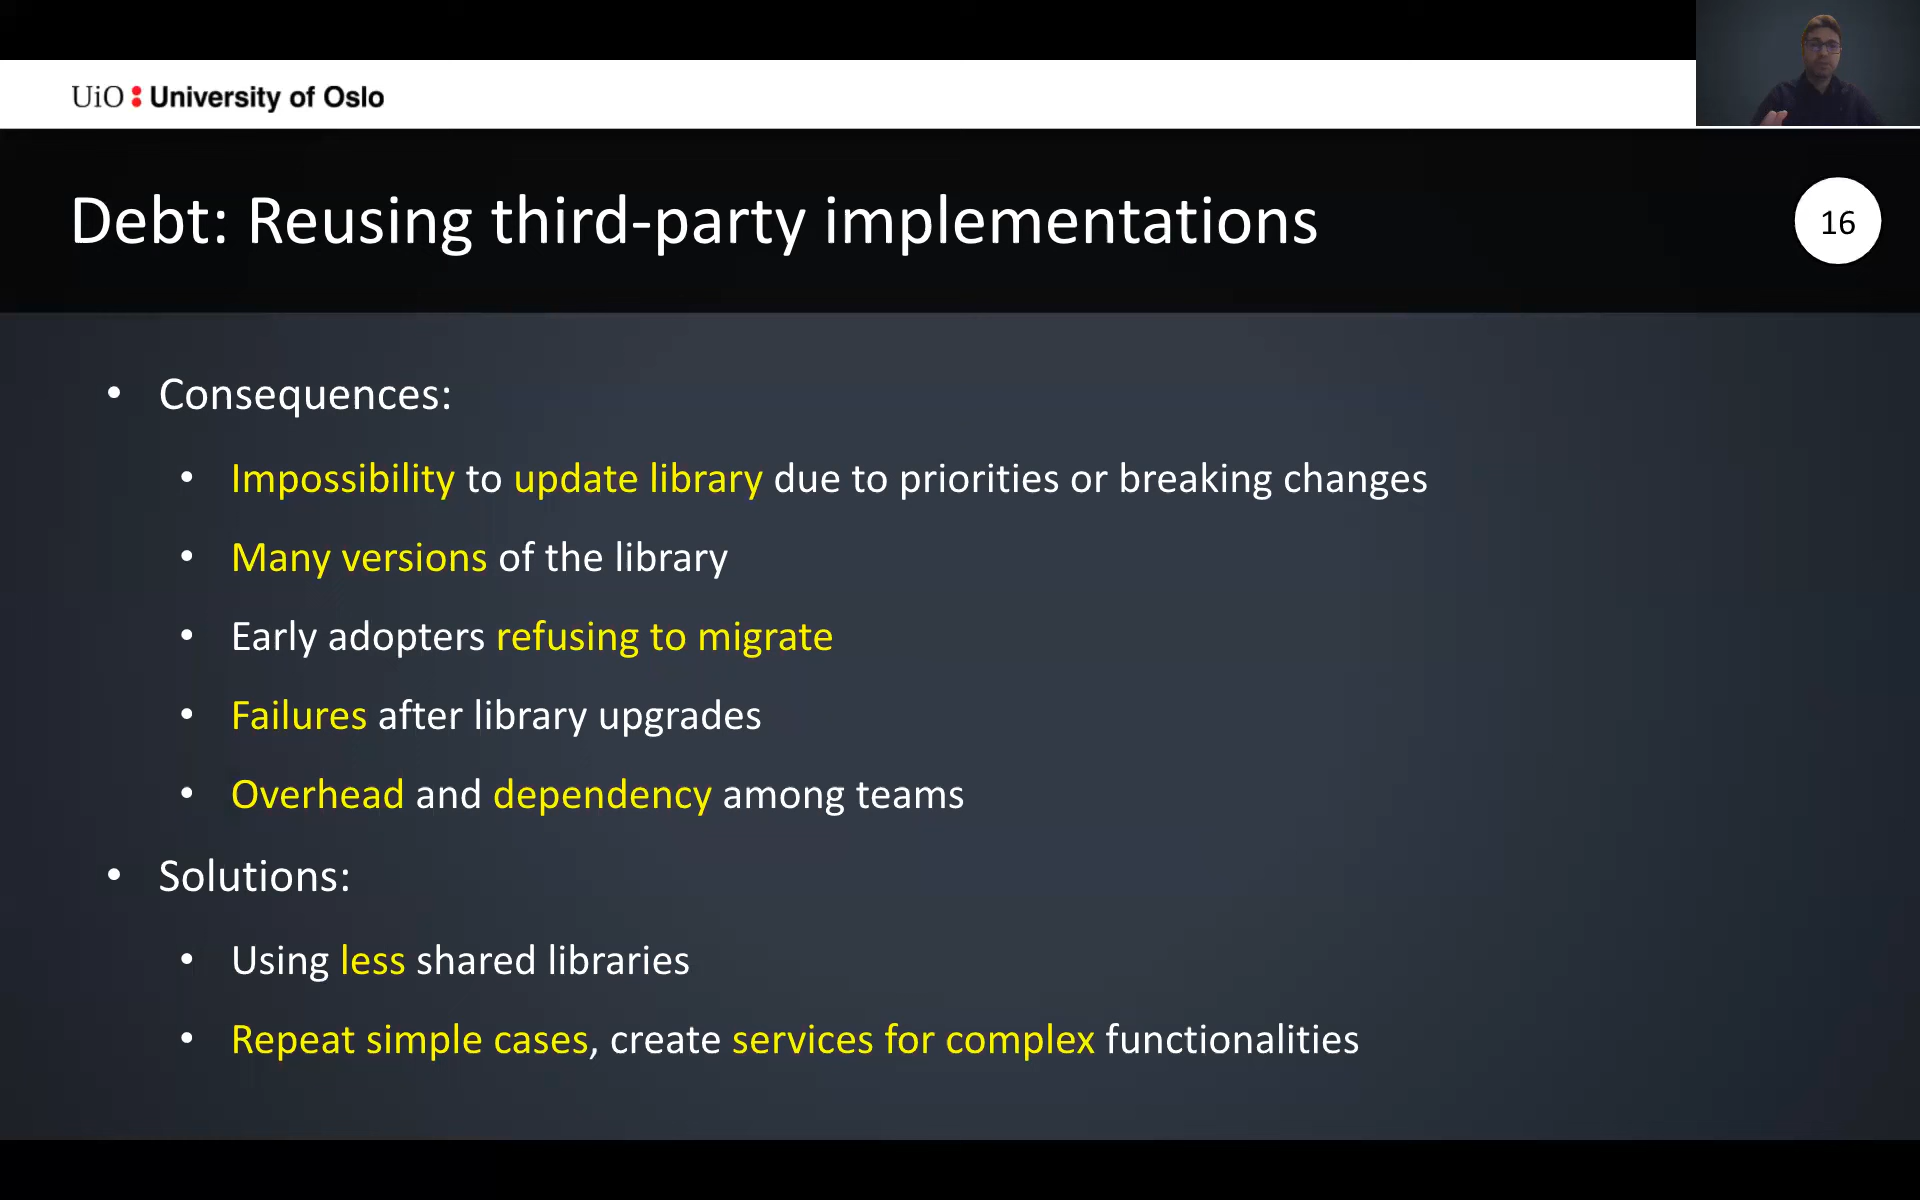 UiO : University of Oslo
Debt: Reusing third-party implementations
16
• Consequences:
• Impossibility to update library due to priorities or breaking changes
• Many versions of the library
• Early adopters refusing to migrate
• Failures after library upgrades
• Overhead and dependency among teams
• Solutions:
• Using less shared libraries
• Repeat simple cases, create services for complex functionalities